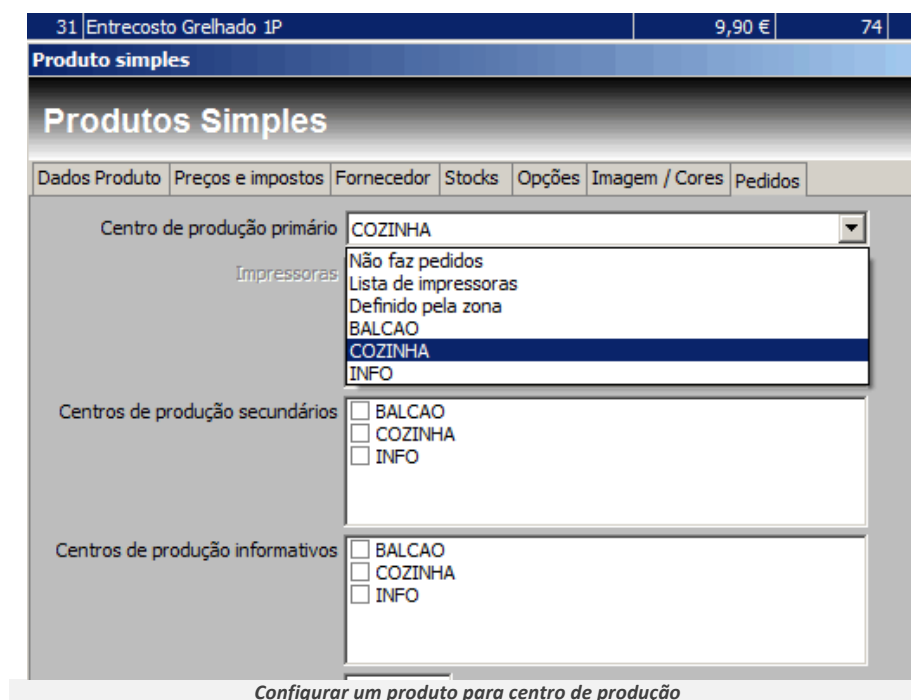 31 Entrecosto Grelhado 1P 9,90 € 74
Produto simples
Produtos Simples
Dados Produto Preços e impostos Fornecedor Stocks Opções Imagem / Cores Pedidos
Centro de produção primário COZINHA
Impressoras
Não faz pedidos
Lista de impressoras
Definido pela zona
BALCAO
COZINHA
INFO
Centros de produção secundários
BALCAO
COZINHA
INFO
Centros de produção informativos
BALCAO
COZINHA
INFO
Configurar um produto para centro de produção